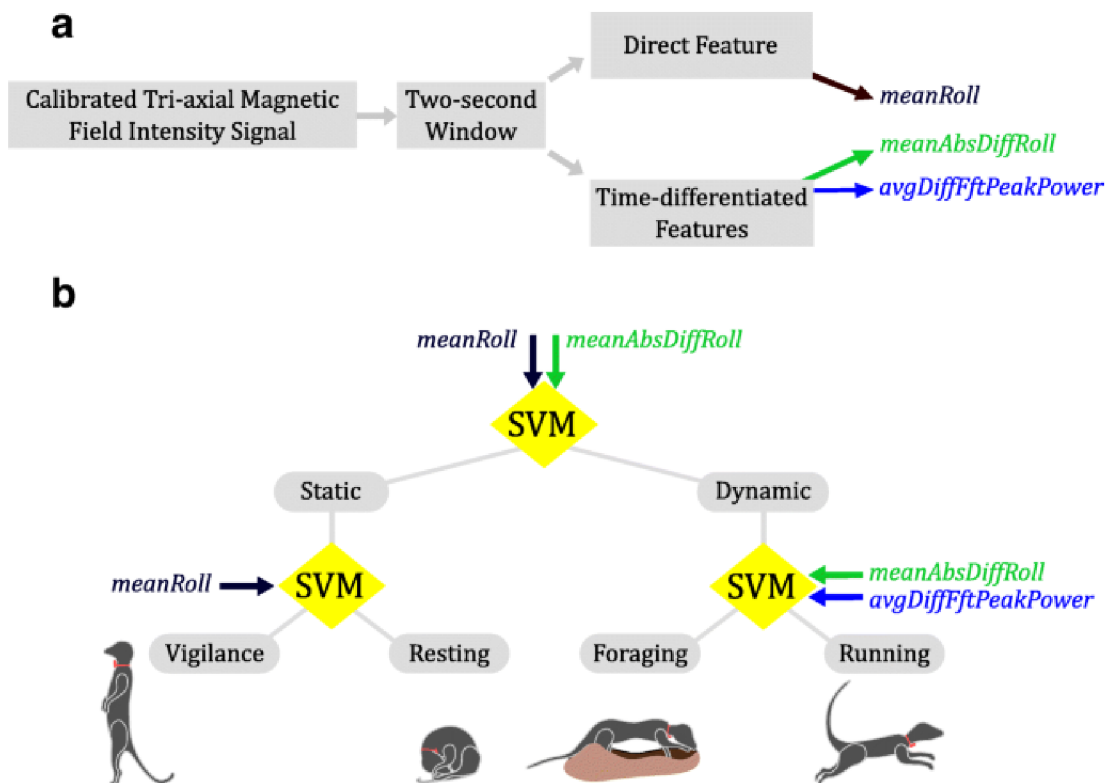 a
Direct Feature
Calibrated Tri-axial Magnetic
Field Intensity Signal
Two-second
Window
meanRoll
meanAbsDiffRoll
avgDiffFftPeakPower
Time-differentiated
Features
b
meanRoll
meanAbsDiffRoll
SVM
Static
Dynamic
meanRoll
SVM
SVM
meanAbsDiffRoll
avgDiffFftPeakPower
Vigilance
Resting
Foraging
Running